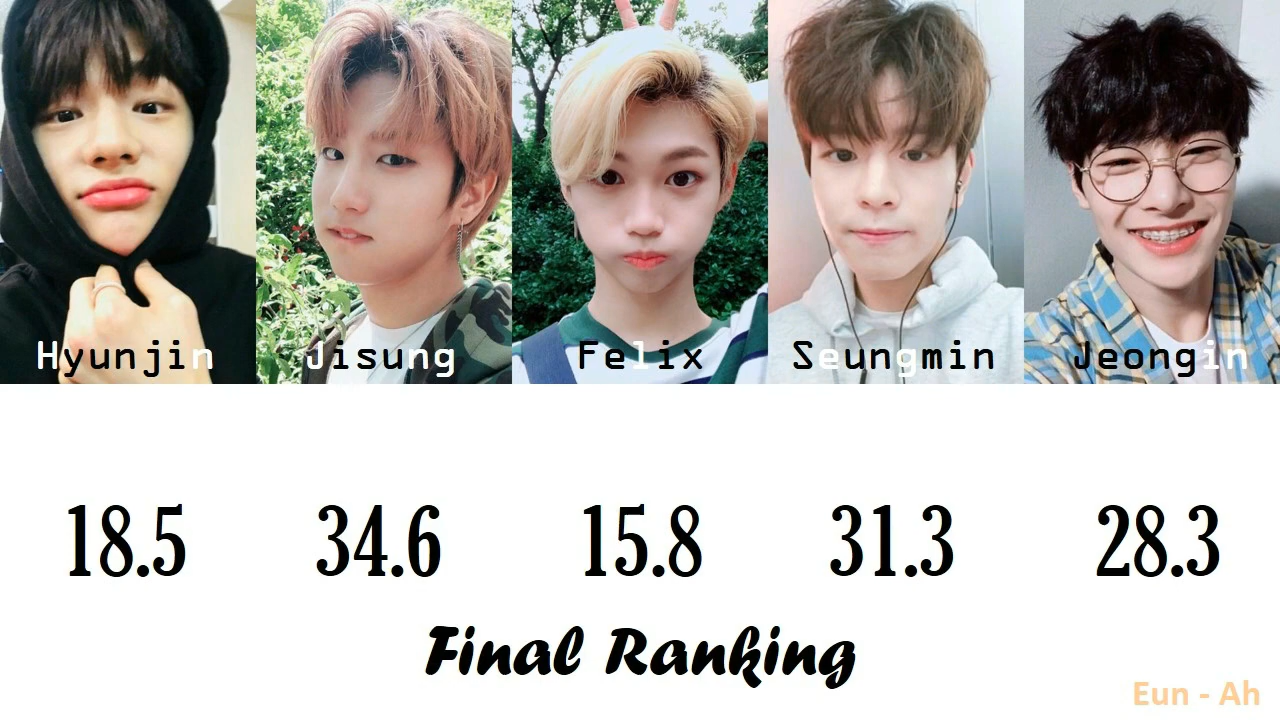 Hyunjin Jisung Felix Seungmin Jeongin
18.5 34.6 15.8 31.3 28.3
Final Ranking
Eun - Ah